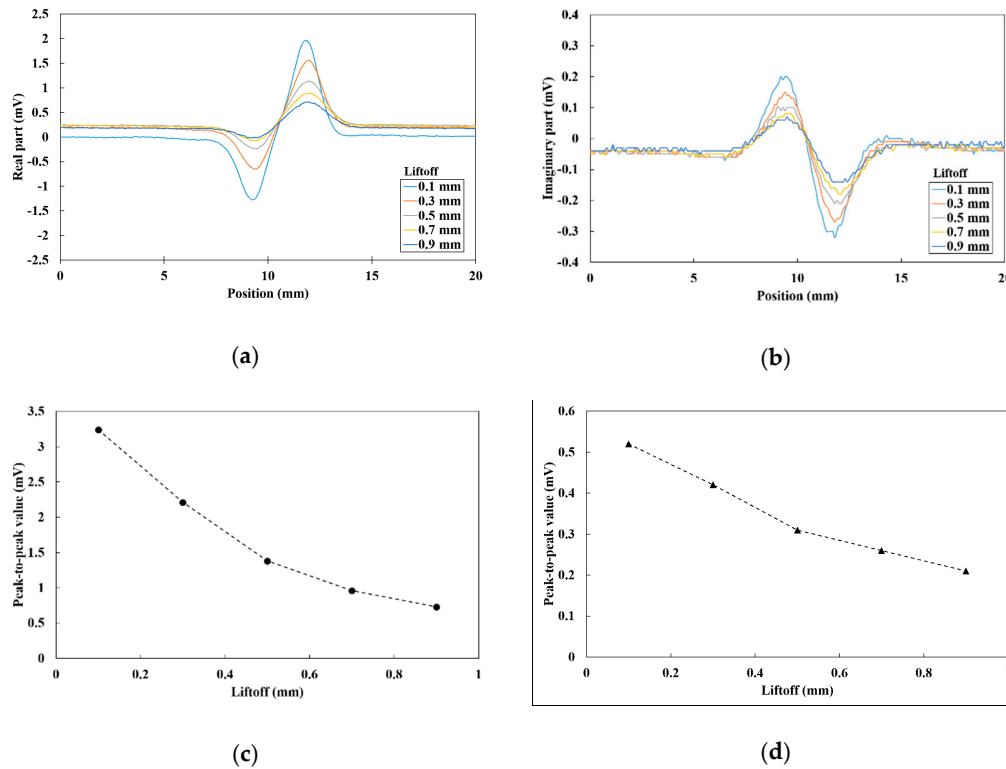 2.5
2
1.5
1
0.5
0
-0.5
-1
-1.5
-2
2.5
Real part (mV)
0 5 10 15 20
Position (mm)
Liftoff
0.1 mm
0.3 mm
0.5 mm
0.7 mm
0.9 mm
(a)
0.4
0.3
0.2
0.1
0
-0.1
-0.2
-0.3
-0.4
Imaginary part (mV)
0 5 10 15 20
Position (mm)
Liftoff
0.1 mm
0.3 mm
0.5 mm
0.7 mm
0.9 mm
(b)
3.5
3
2.5
2
1.5
1
0.5
0
Peak-to-peak value (mV)
0 0.2 0.4 0.6 0.8 1
Liftoff (mm)
(c)
0.6
0.5
0.4
0.3
0.2
0.1
0
Peak-to-peak value (mV)
0 0.2 0.4 0.6 0.8
Liftoff (mm)
(d)